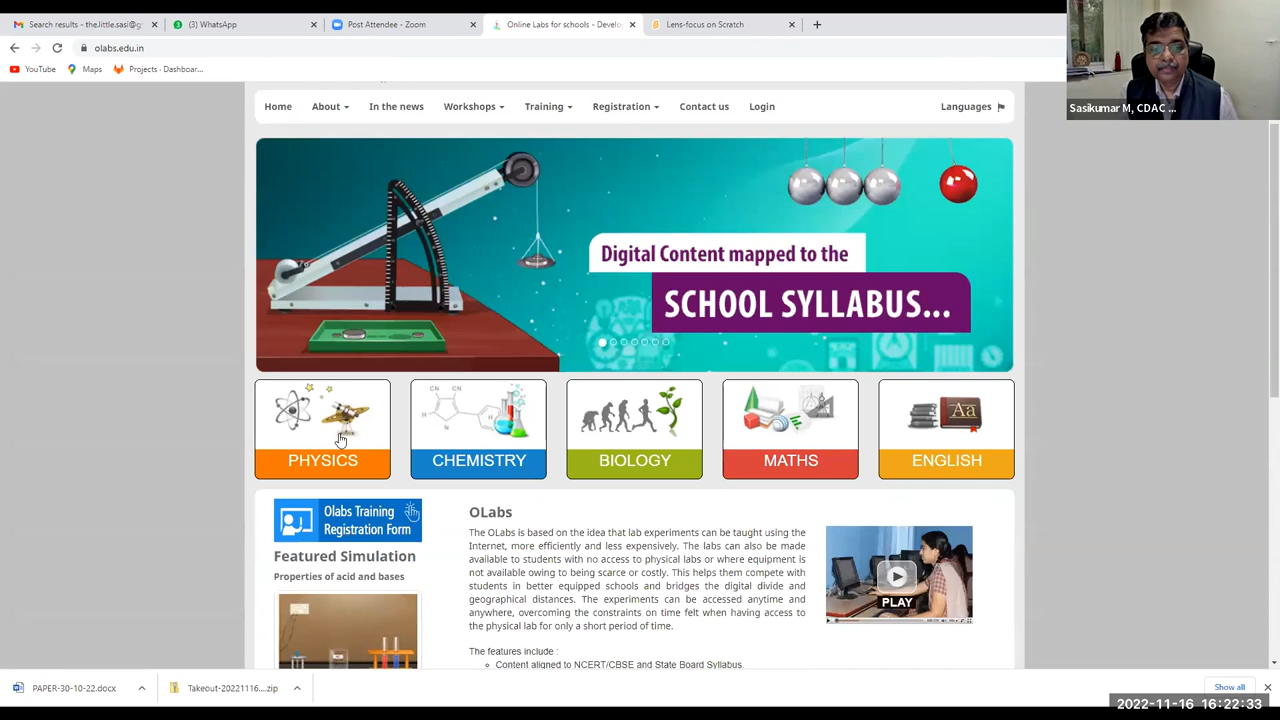 Search results - the.little.sasi@g
(3) WhatsApp
Post Attendee - Zoom
Online Labs for schools - Develo
Lens-focus on Scratch
olabs.edu.in
YouTube
Maps
Projects · Dashboar...
Sasikumar M, CDAC ...
Home
About
In the news
Workshops
Training
Registration
Contact us
Login
Languages
Digital Content mapped to the
SCHOOL SYLLABUS...
PHYSICS
CHEMISTRY
BIOLOGY
Aa
MATHS
ENGLISH
CN CN
H
N
Olabs Training
Registration Form
Featured Simulation
Properties of acid and bases
OLabs
The OLabs is based on the idea that lab experiments can be taught using the
Internet, more efficiently and less expensively. The labs can also be made
available to students with no access to physical labs or where equipment is
not available owing to being scarce or costly. This helps them compete with
students in better equipped schools and bridges the digital divide and
geographical distances. The experiments can be accessed anytime and
anywhere, overcoming the constraints on time felt when having access to
the physical lab for only a short period of time.
The features include :
Content aligned to NCERT/CBSE and State Board Syllabus.
PLAY
PAPER-30-10-22.docx
Takeout-20221116....zip
Show all
2022-11-16 16:22:33